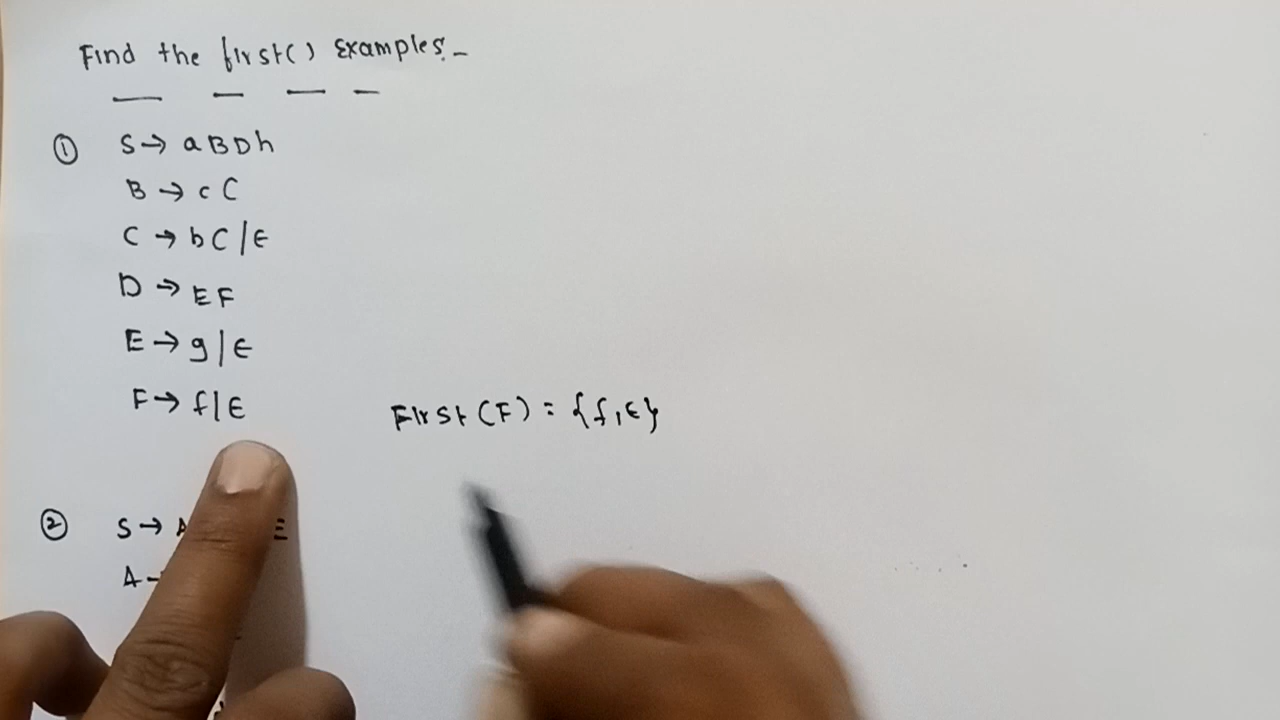 Find the first() Examples.
① S → aBDh
B → cC
C → bC/ε
D → EF
E → g/ε
F → f/ε
First(F) = {f,ε}
② S →
A